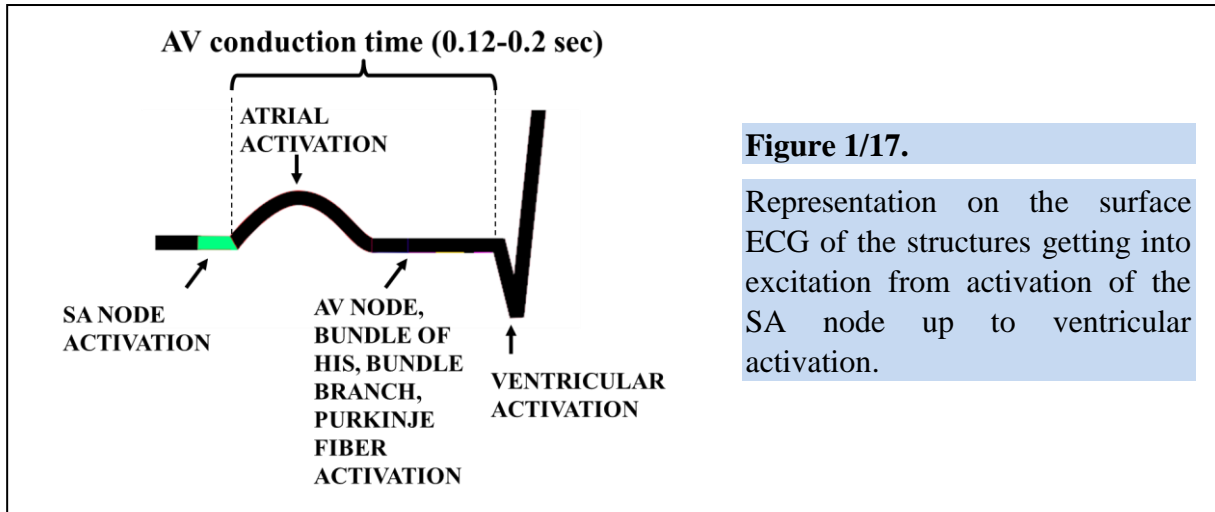 AV conduction time (0.12-0.2 sec)
ATRIAL
ACTIVATION
SA NODE
ACTIVATION
AV NODE,
BUNDLE OF
HIS, BUNDLE
BRANCH,
PURKINJE
FIBER
ACTIVATION
VENTRICULAR
ACTIVATION
Figure 1/17.
Representation on the surface
ECG of the structures getting into
excitation from activation of the
SA node up to ventricular
activation.